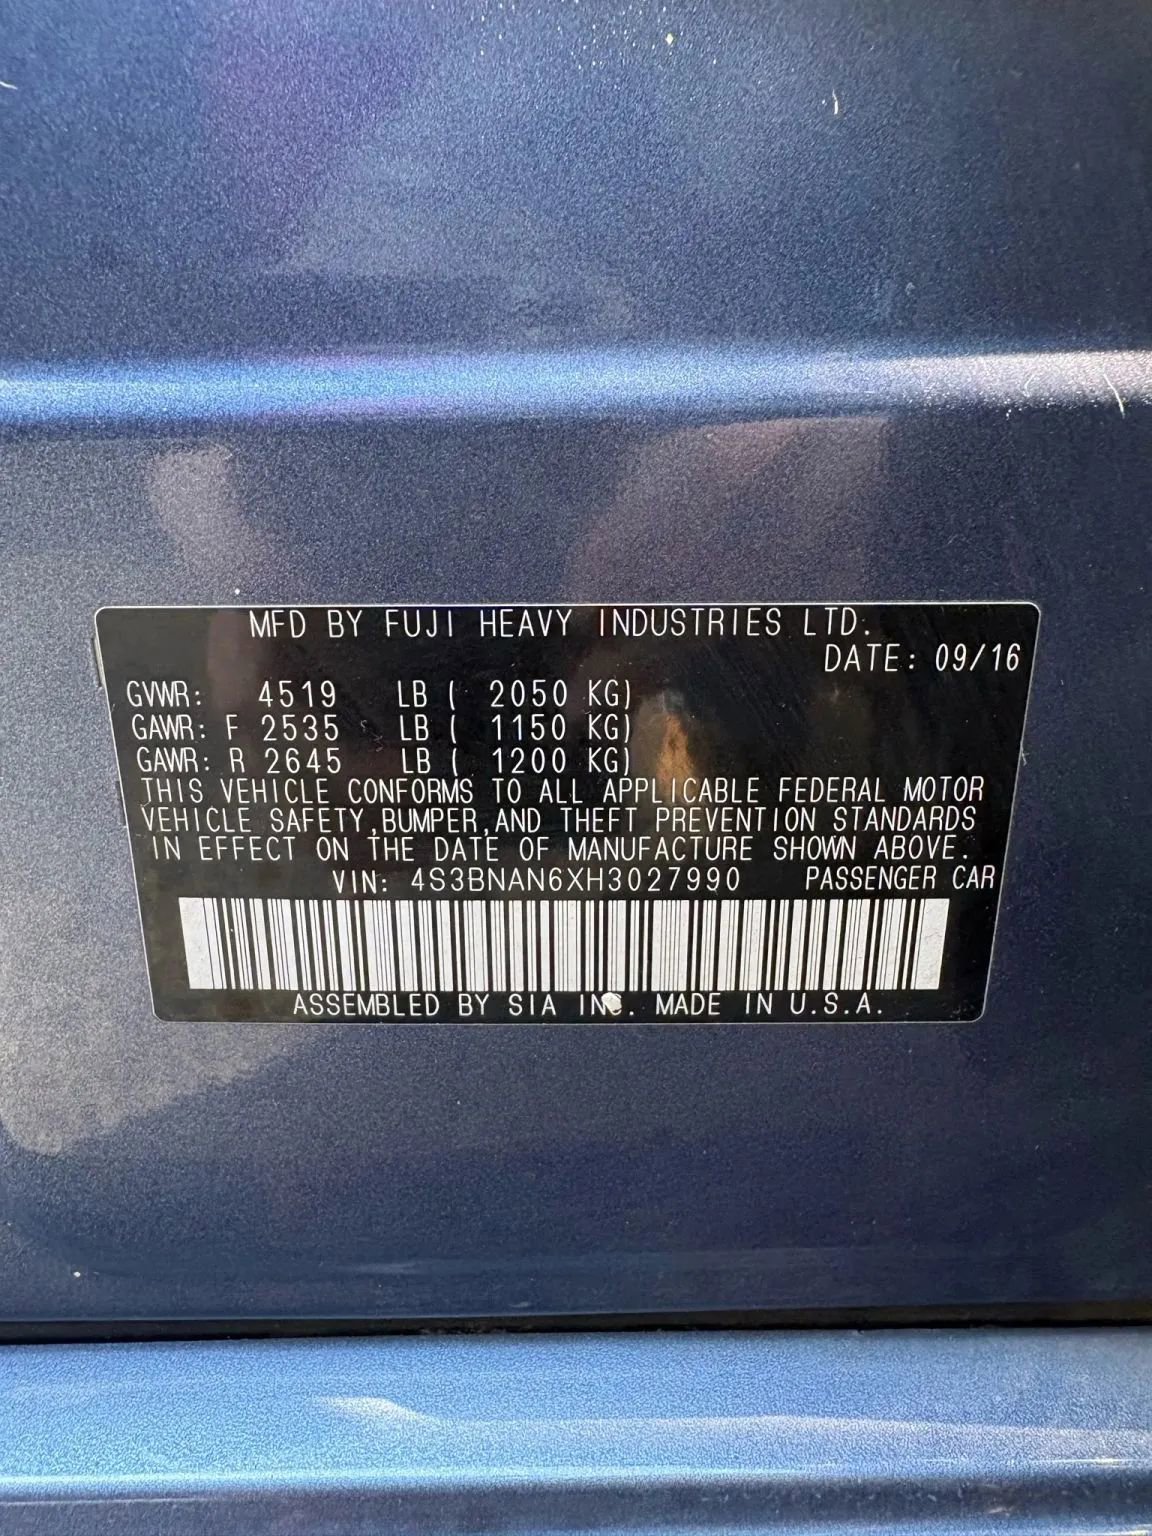 MFD BY FUJI HEAVY INDUSTRIES LTD.
DATE: 09/16
GVWR: 4519 LB ( 2050 KG)
GAWR: F 2535 LB ( 1150 KG)
GAWR: R 2645 LB ( 1200 KG)
THIS VEHICLE CONFORMS TO ALL APPLICABLE FEDERAL MOTOR
VEHICLE SAFETY,BUMPER,AND THEFT PREVENTION STANDARDS
IN EFFECT ON THE DATE OF MANUFACTURE SHOWN ABOVE.
VIN: 4S3BNAN6XH3027990 PASSENGER CAR
ASSEMBLED BY SIA INC. MADE IN U.S.A.